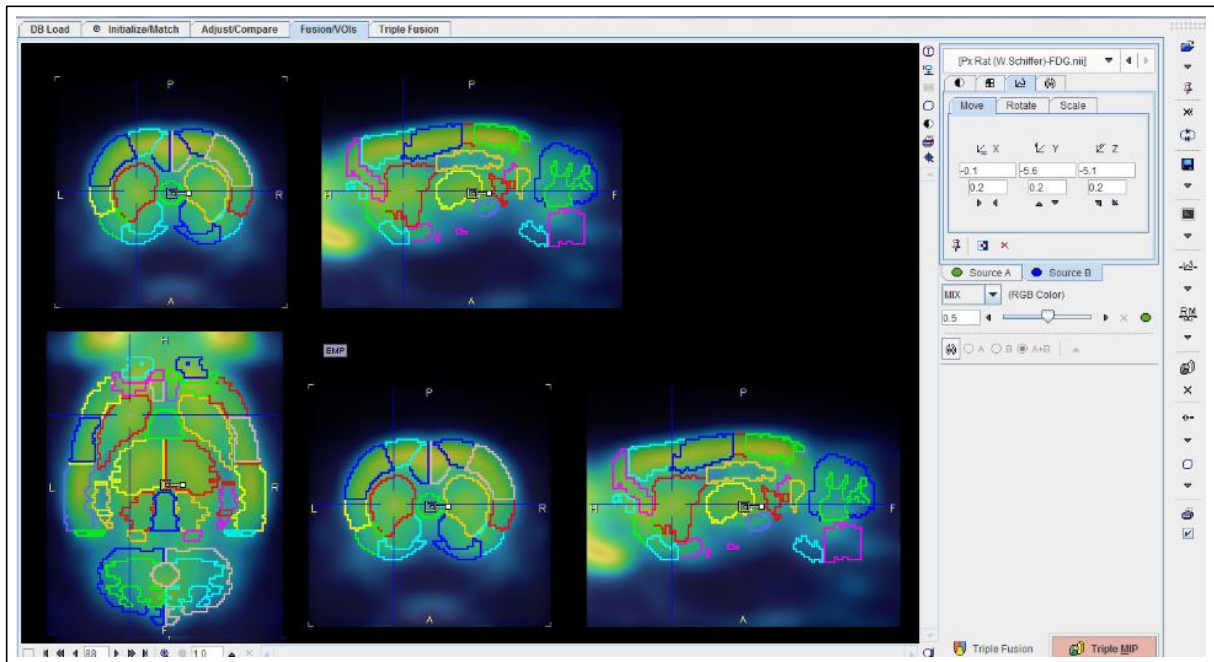 DB Load Initialize/Match Adjust/Compare Fusion/VOIs Triple Fusion
[Px Rat (W.Schiffer)-FDG.nii]
Move Rotate Scale
X Y Z
-0.1 -5.6 -5.1
0.2 0.2 0.2
Source A Source B
MIX (RGB Color)
0.5
A B A+B
P P
L R H F
A A
H
BMP
L R
F
P P
L R H F
A A
88 1.0
RM
Triple Fusion Triple MIP